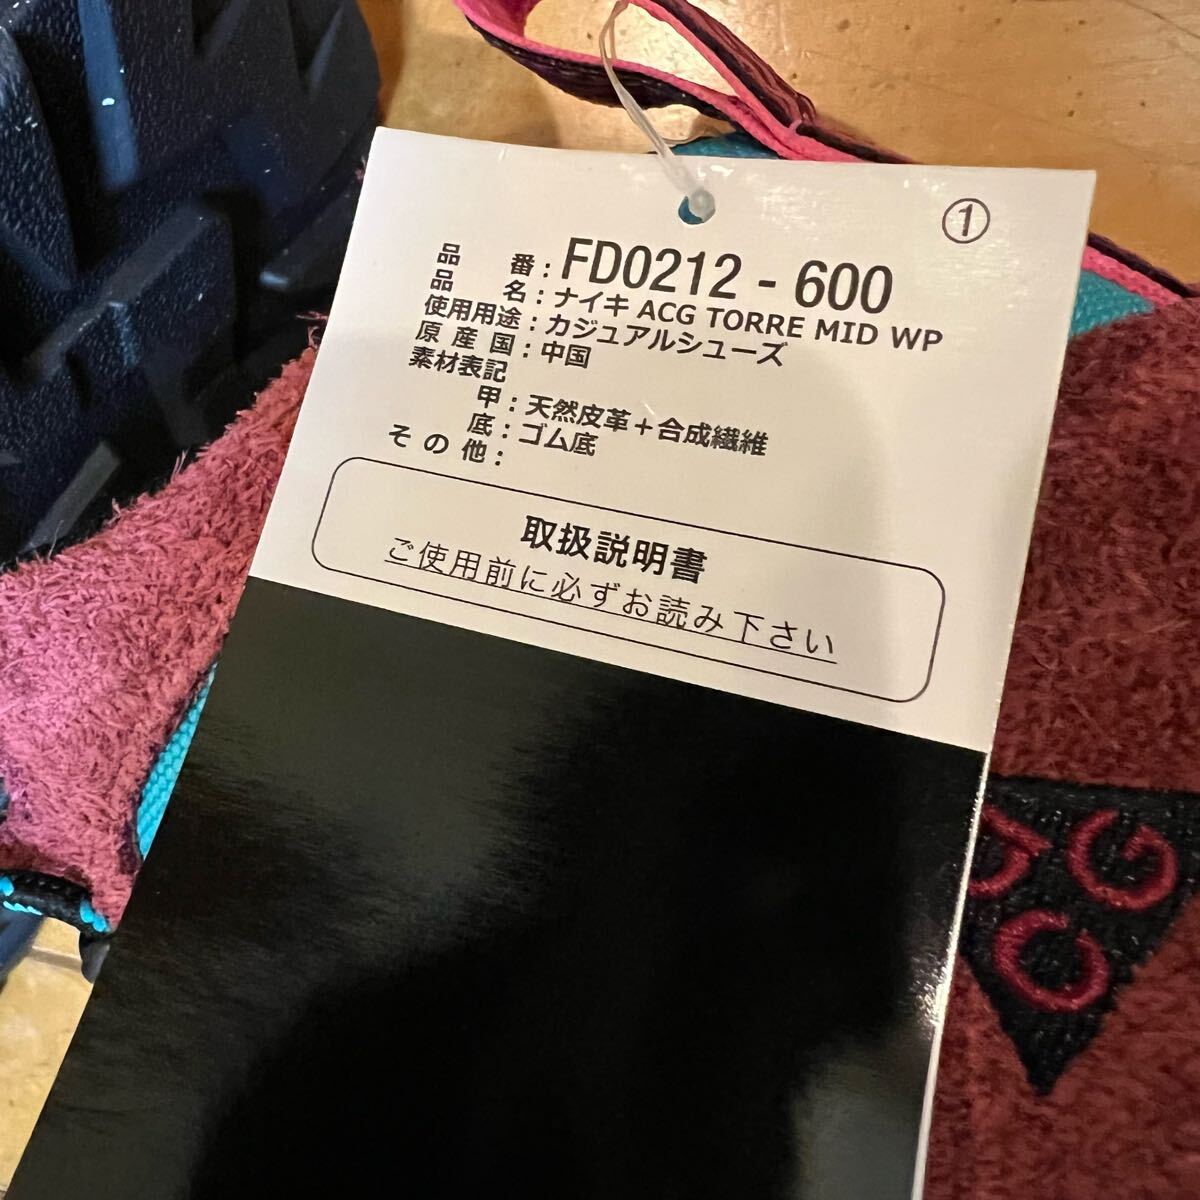 ①
品番：FD0212-600
品名：ナイキ ACG TORRE MID WP
使用用途：カジュアルシューズ
原産国：中国
素材表記
甲：天然皮革＋合成繊維
底：ゴム底
その他：
取扱説明書
ご使用前に必ずお読み下さい
ACG